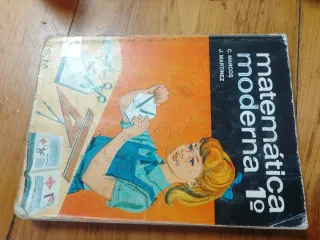 C. MARCOS
J. MARTINEZ
matemática
moderna 1º